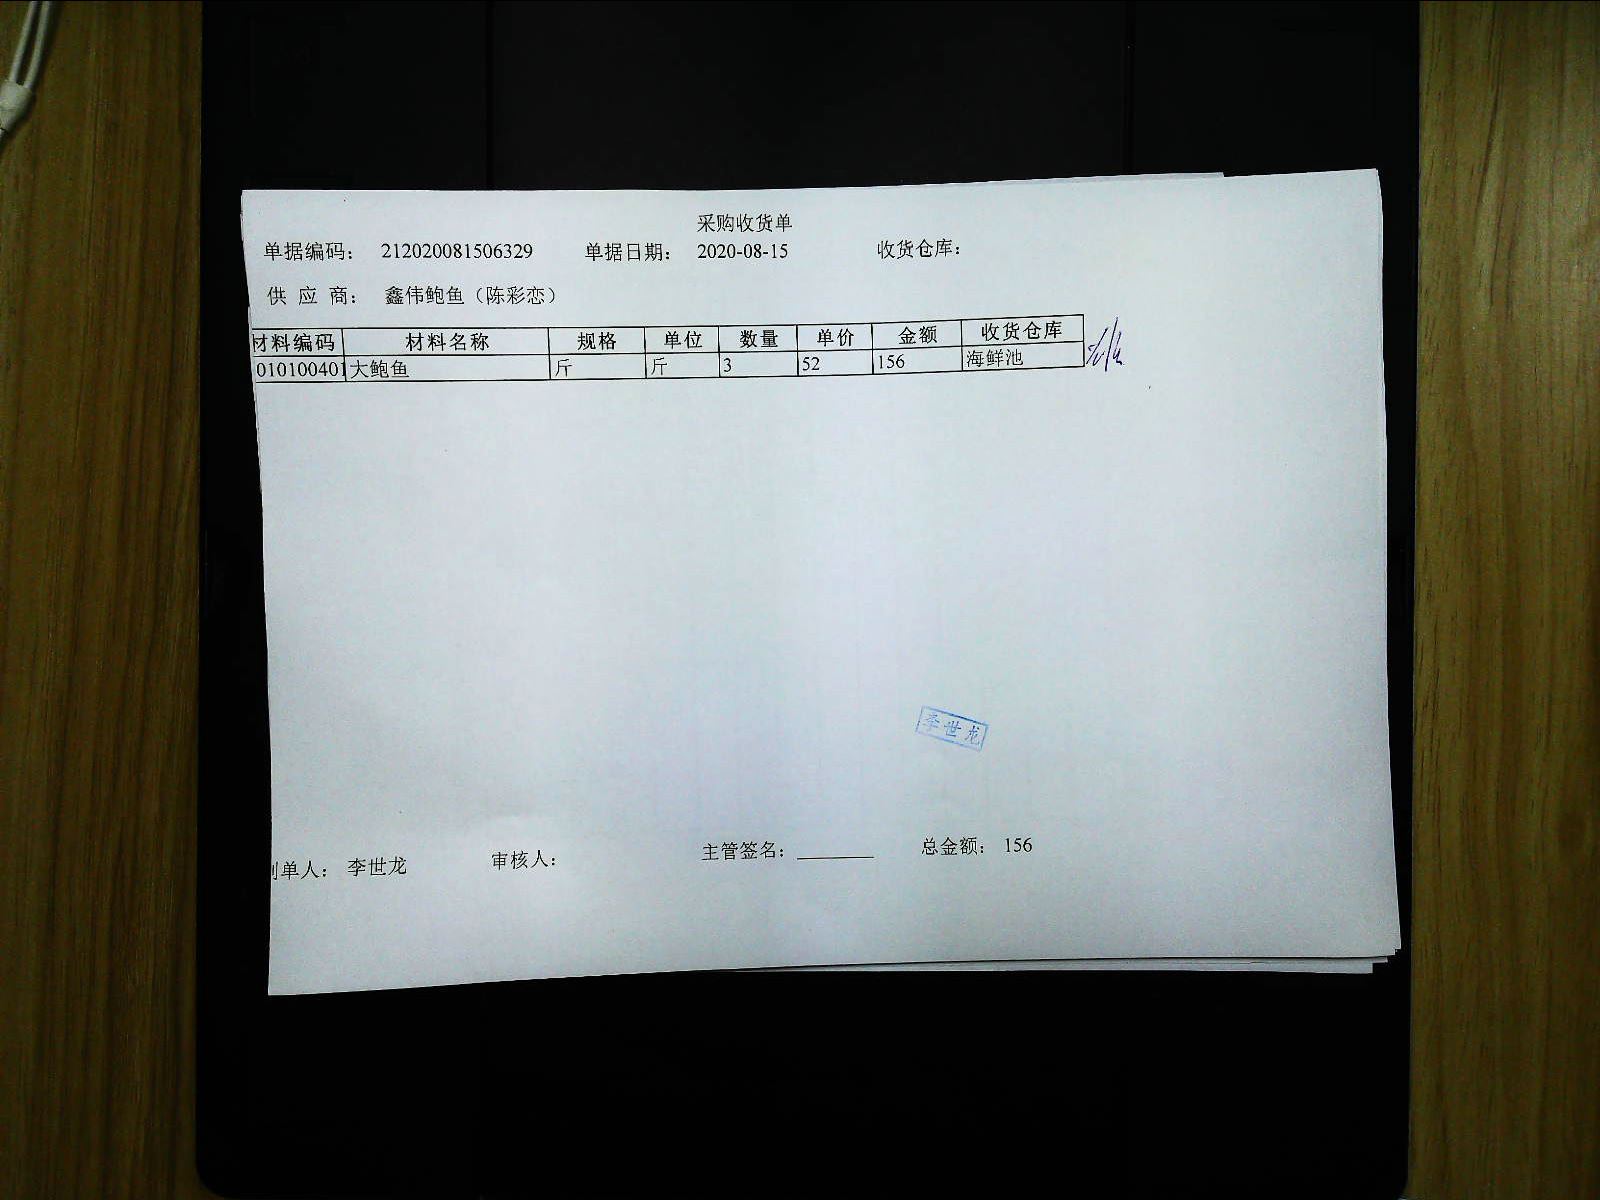 采购收货单
单据编码： 212020081506329 单据日期： 2020-08-15 收货仓库：
供 应 商： 鑫伟鲍鱼（陈彩恋）
材料编码 材料名称 规格 单位 数量 单价 金额 收货仓库
010100401 大鲍鱼 斤 斤 3 52 156 海鲜池
李世龙
制单人： 李世龙 审核人： 主管签名： 总金额： 156